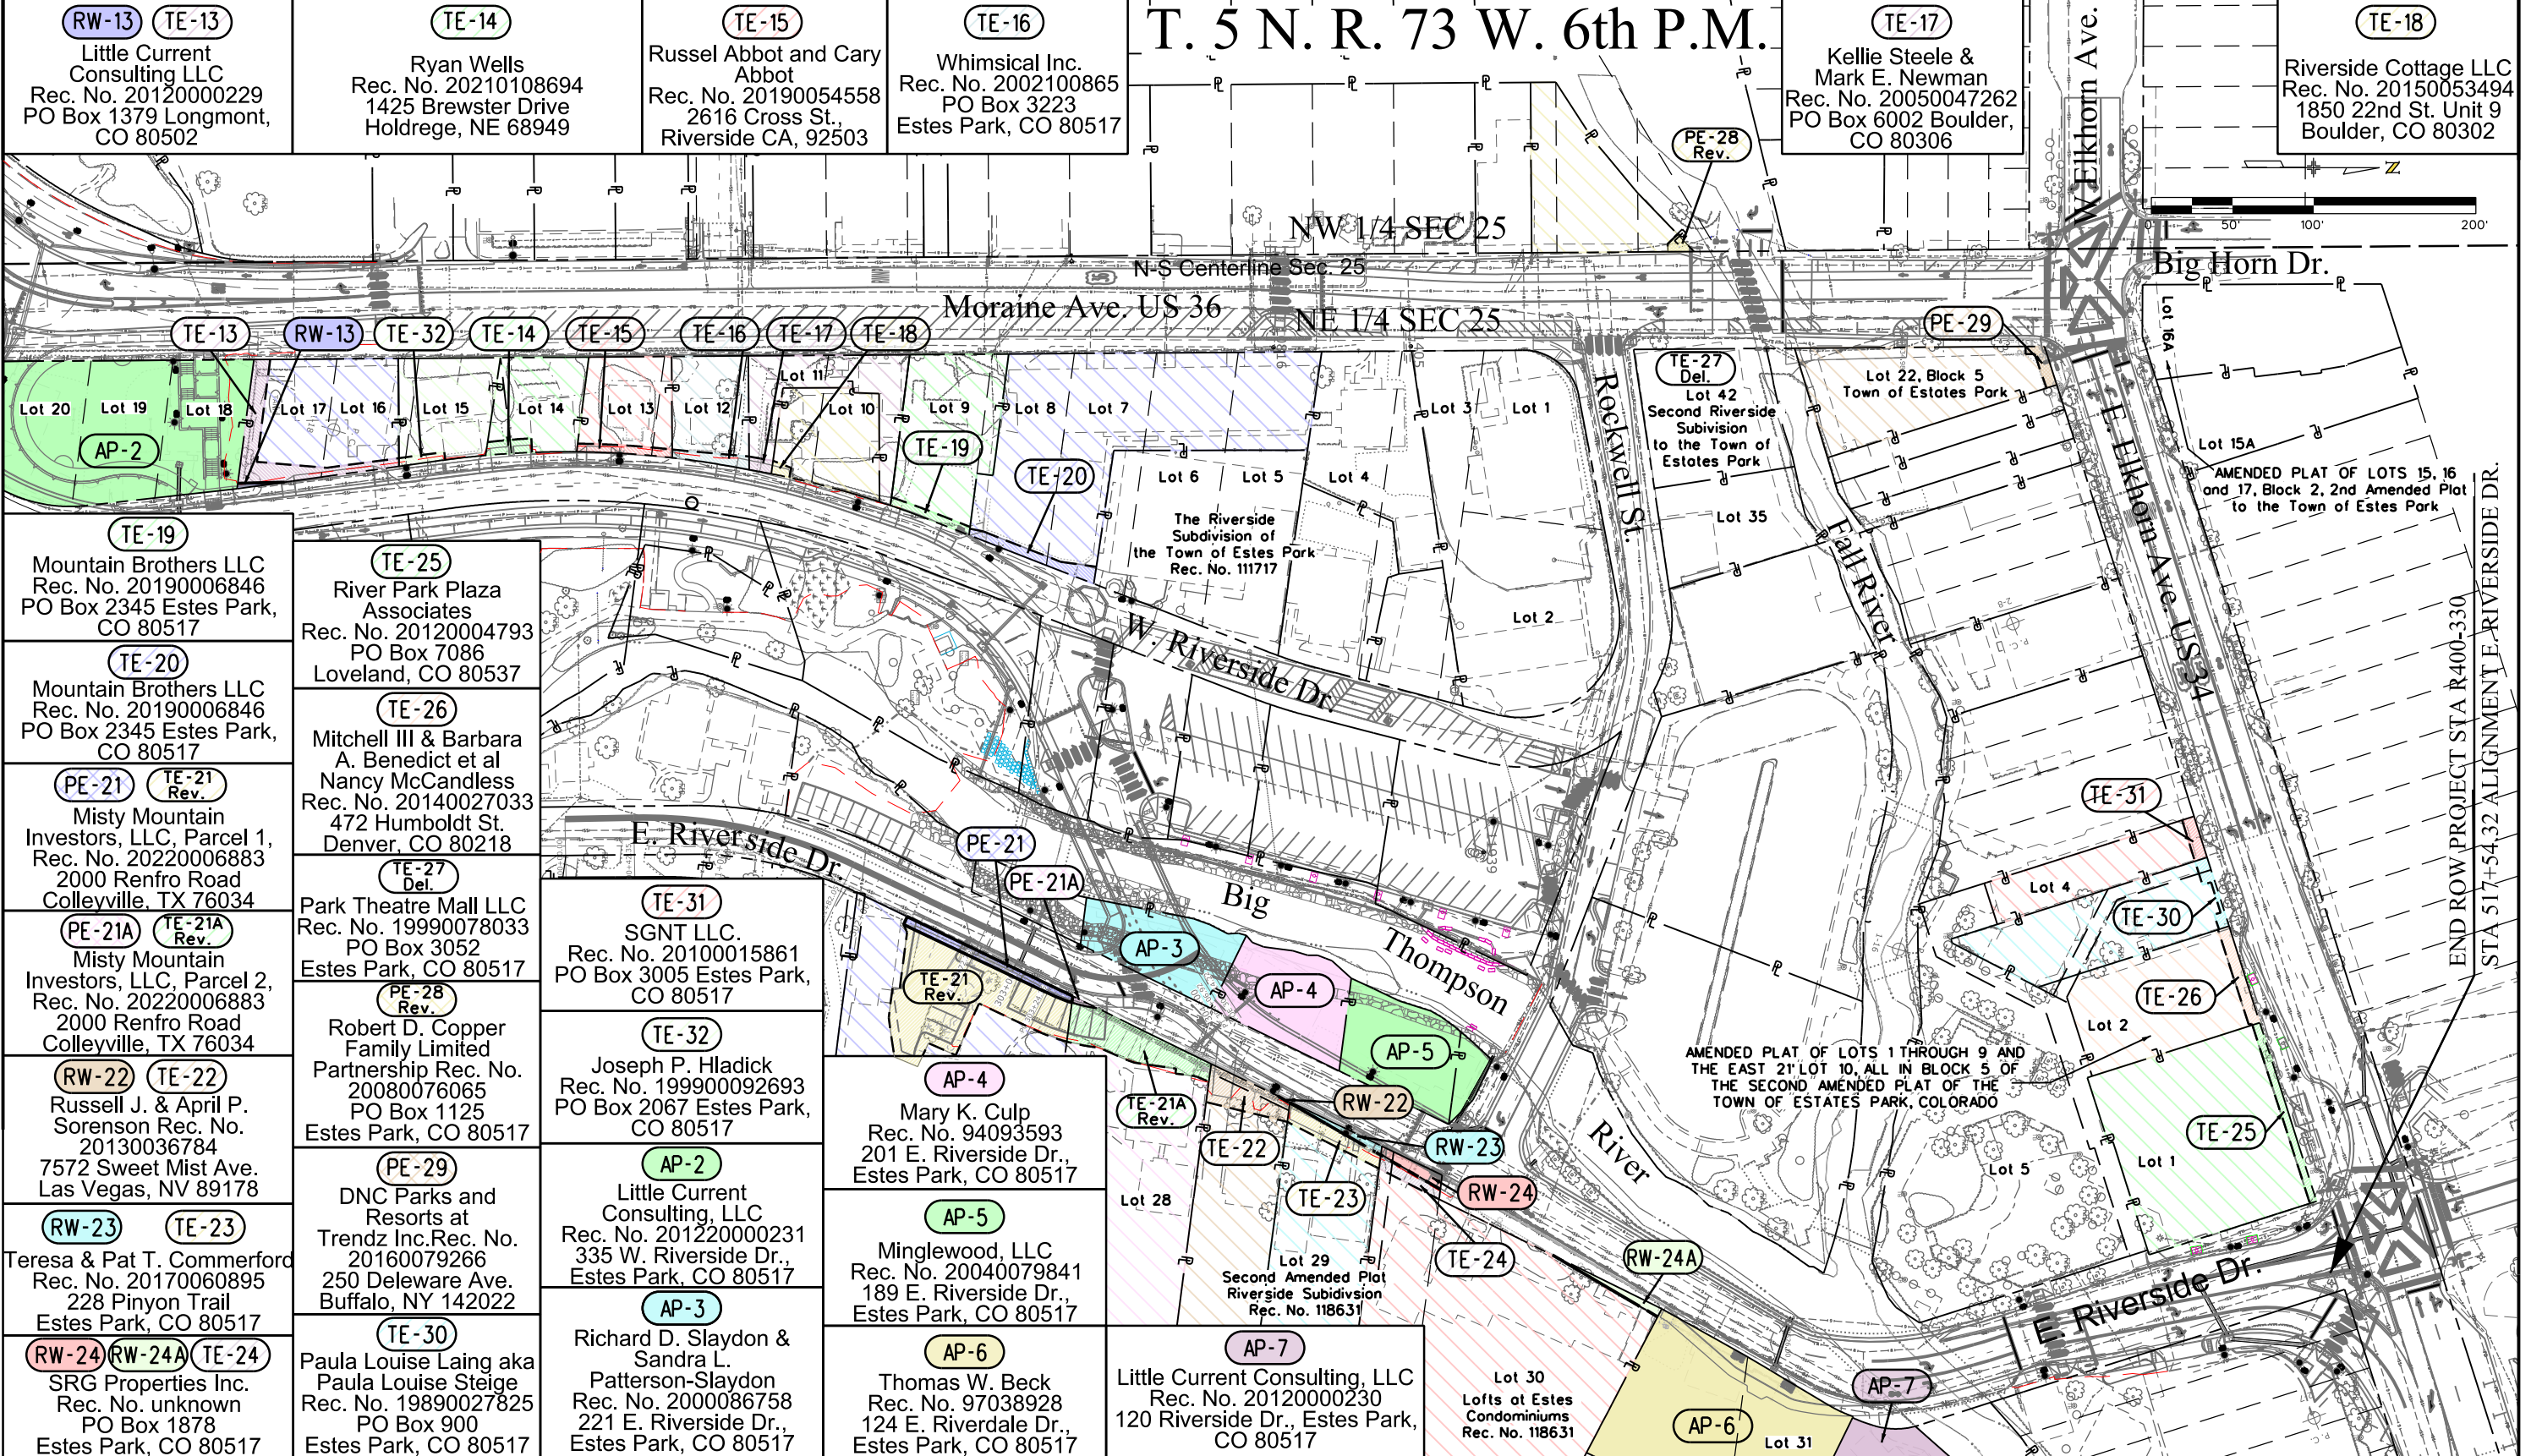 RW-13 TE-13
Little Current
Consulting LLC
Rec. No. 20120000229
PO Box 1379 Longmont,
CO 80502
TE-14
Ryan Wells
Rec. No. 20210108694
1425 Brewster Drive
Holdrege, NE 68949
TE-15
Russel Abbot and Cary
Abbot
Rec. No. 20190054558
2616 Cross St.,
Riverside CA, 92503
TE-16
Whimsical Inc.
Rec. No. 2002100865
PO Box 3223
Estes Park, CO 80517
T. 5 N. R. 73 W. 6th P.M.
TE-17
Kellie Steele &
Mark E. Newman
Rec. No. 20050047262
PO Box 6002 Boulder,
CO 80306
W. Elkhorn Ave.
TE-18
Riverside Cottage LLC
Rec. No. 20150053494
1850 22nd St. Unit 9
Boulder, CO 80302
PE-28
Rev.
Z
0 50' 100' 200'
NW 1/4 SEC 25
N-S Centerline Sec. 25
Big Horn Dr.
Moraine Ave. US 36
NE 1/4 SEC 25
TE-13
RW-13
TE-32
TE-14
TE-15
TE-16
TE-17
TE-18
PE-29
Lot 16A
Lot 20
Lot 19
Lot 18
Lot 17
Lot 16
Lot 15
Lot 14
Lot 13
Lot 12
Lot 11
Lot 10
Lot 9
Lot 8
Lot 7
Lot 3
Lot 1
AP-2
TE-19
TE-20
Lot 6
Lot 5
Lot 4
The Riverside
Subdivision of
the Town of Estes Park
Rec. No. 111717
Lot 2
Rockwell St.
TE-27
Del.
Lot 42
Second Riverside
Subivision
to the Town of
Estates Park
Lot 35
Lot 22, Block 5
Town of Estates Park
Fall River
E. Elkhorn Ave. US 34
Lot 15A
AMENDED PLAT OF LOTS 15, 16
and 17, Block 2, 2nd Amended Plat
to the Town of Estes Park
END ROW PROJECT STA R400-330
STA 517+54.32 ALIGNMENT E. RIVERSIDE DR.
TE-19
Mountain Brothers LLC
Rec. No. 20190006846
PO Box 2345 Estes Park,
CO 80517
TE-20
Mountain Brothers LLC
Rec. No. 20190006846
PO Box 2345 Estes Park,
CO 80517
PE-21 TE-21
Rev.
Misty Mountain
Investors, LLC, Parcel 1,
Rec. No. 20220006883
2000 Renfro Road
Colleyville, TX 76034
PE-21A TE-21A
Rev.
Misty Mountain
Investors, LLC, Parcel 2,
Rec. No. 20220006883
2000 Renfro Road
Colleyville, TX 76034
RW-22 TE-22
Russell J. & April P.
Sorenson Rec. No.
20130036784
7572 Sweet Mist Ave.
Las Vegas, NV 89178
RW-23 TE-23
Teresa & Pat T. Commerford
Rec. No. 20170060895
228 Pinyon Trail
Estes Park, CO 80517
RW-24 RW-24A TE-24
SRG Properties Inc.
Rec. No. unknown
PO Box 1878
Estes Park, CO 80517
TE-25
River Park Plaza
Associates
Rec. No. 20120004793
PO Box 7086
Loveland, CO 80537
TE-26
Mitchell III & Barbara
A. Benedict et al
Nancy McCandless
Rec. No. 20140027033
472 Humboldt St.
Denver, CO 80218
TE-27
Del.
Park Theatre Mall LLC
Rec. No. 19990078033
PO Box 3052
Estes Park, CO 80517
PE-28
Rev.
Robert D. Copper
Family Limited
Partnership Rec. No.
20080076065
PO Box 1125
Estes Park, CO 80517
PE-29
DNC Parks and
Resorts at
Trendz Inc.Rec. No.
20160079266
250 Deleware Ave.
Buffalo, NY 142022
TE-30
Paula Louise Laing aka
Paula Louise Steige
Rec. No. 19890027825
PO Box 900
Estes Park, CO 80517
TE-31
SGNT LLC.
Rec. No. 20100015861
PO Box 3005 Estes Park,
CO 80517
TE-32
Joseph P. Hladick
Rec. No. 199900092693
PO Box 2067 Estes Park,
CO 80517
AP-2
Little Current
Consulting, LLC
Rec. No. 201220000231
335 W. Riverside Dr.,
Estes Park, CO 80517
AP-3
Richard D. Slaydon &
Sandra L.
Patterson-Slaydon
Rec. No. 2000086758
221 E. Riverside Dr.,
Estes Park, CO 80517
AP-4
Mary K. Culp
Rec. No. 94093593
201 E. Riverside Dr.,
Estes Park, CO 80517
AP-5
Minglewood, LLC
Rec. No. 20040079841
189 E. Riverside Dr.,
Estes Park, CO 80517
AP-6
Thomas W. Beck
Rec. No. 97038928
124 E. Riverdale Dr.,
Estes Park, CO 80517
AP-7
Little Current Consulting, LLC
Rec. No. 20120000230
120 Riverside Dr., Estes Park,
CO 80517
W. Riverside Dr.
E. Riverside Dr.
PE-21
PE-21A
Big
Thompson
River
AP-3
AP-4
AP-5
TE-21
Rev.
TE-21A
Rev.
RW-22
TE-22
RW-23
TE-23
RW-24
TE-24
RW-24A
Lot 28
Lot 29
Second Amended Plat
Riverside Subidivsion
Rec. No. 118631
Lot 30
Lofts at Estes
Condominiums
Rec. No. 118631
AP-6
Lot 31
AP-7
E. Riverside Dr.
TE-31
Lot 4
TE-30
TE-26
Lot 2
AMENDED PLAT OF LOTS 1 THROUGH 9 AND
THE EAST 21' LOT 10, ALL IN BLOCK 5 OF
THE SECOND AMENDED PLAT OF THE
TOWN OF ESTATES PARK, COLORADO
TE-25
Lot 1
Lot 5